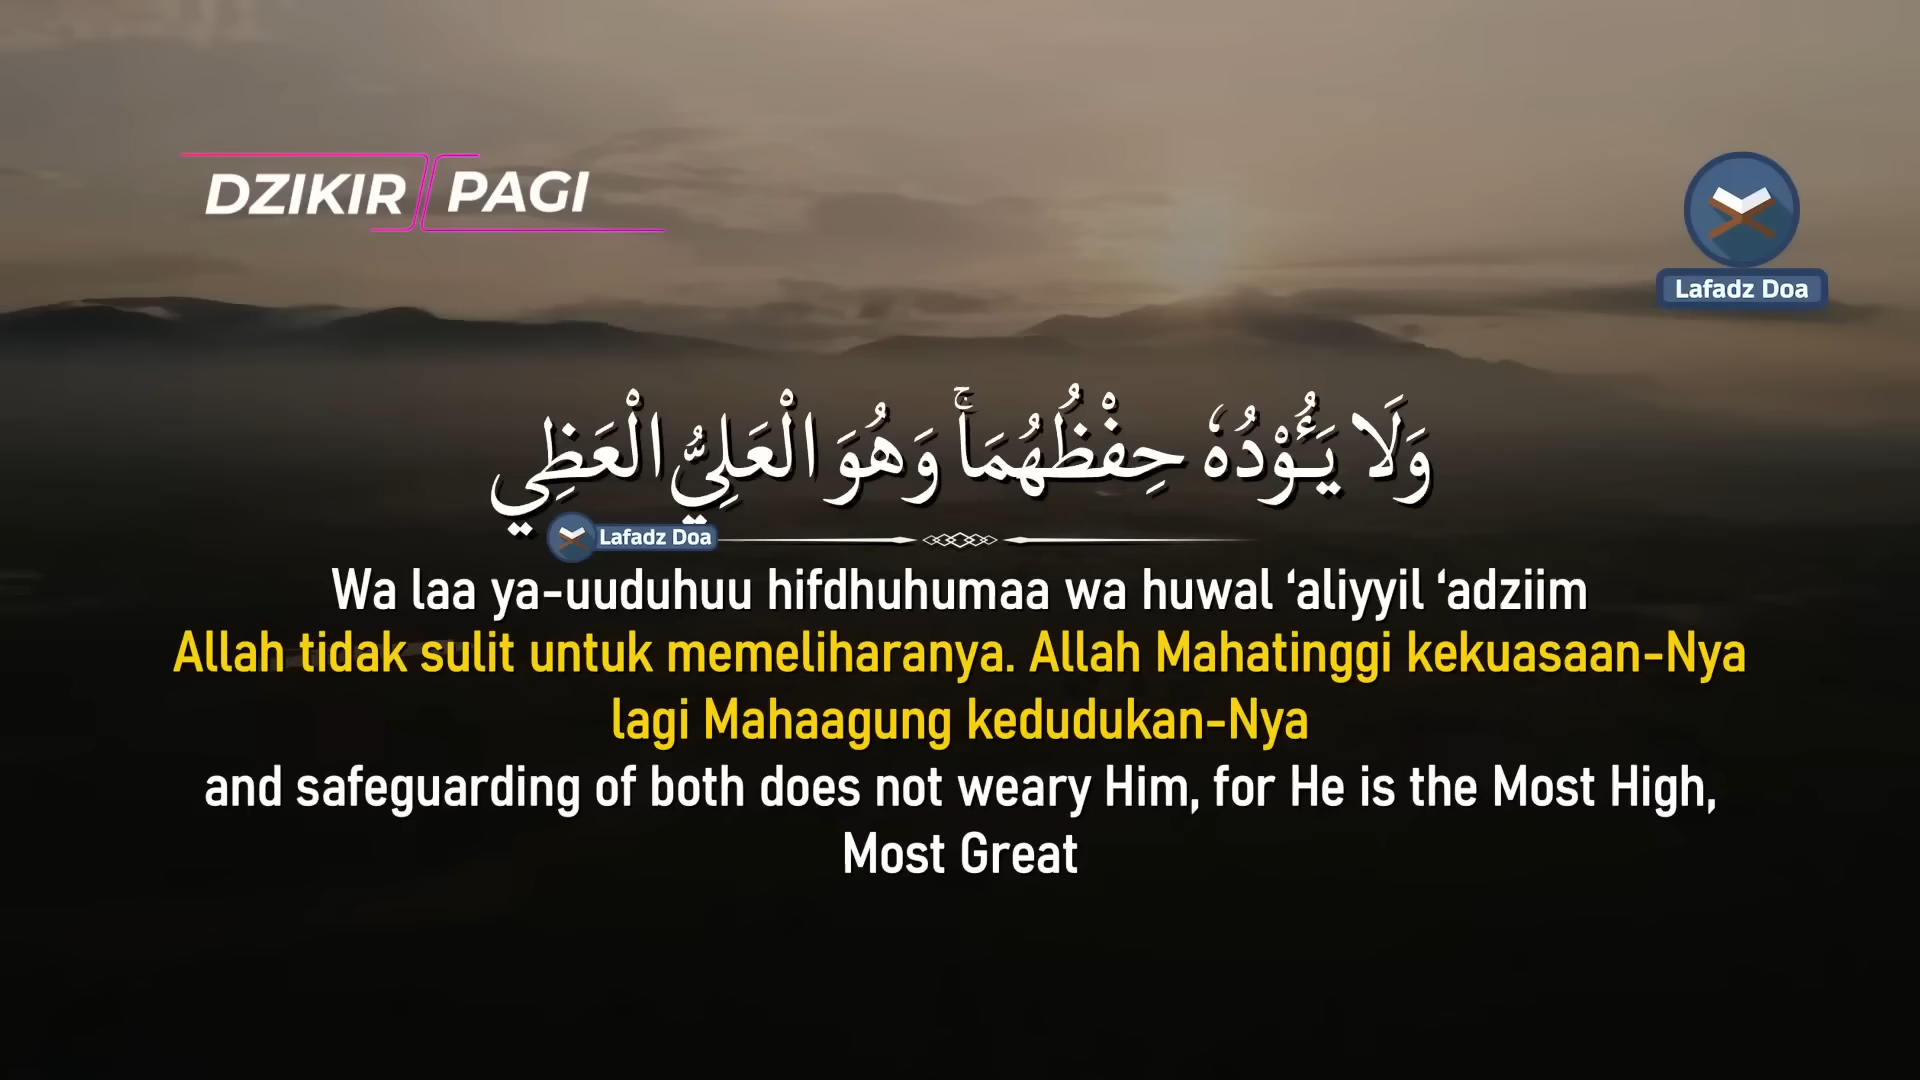 DZIKIR PAGI
Lafadz Doa
وَلَا يَـُٔوْدُهٗ حِفْظُهُمَاۚ وَهُوَ الْعَلِيُّ الْعَظِي
Lafadz Doa
Wa laa ya-uuduhuu hifdhuhumaa wa huwal ‘aliyyil ‘adziim
Allah tidak sulit untuk memeliharanya. Allah Mahatinggi kekuasaan-Nya
lagi Mahaagung kedudukan-Nya
and safeguarding of both does not weary Him, for He is the Most High,
Most Great